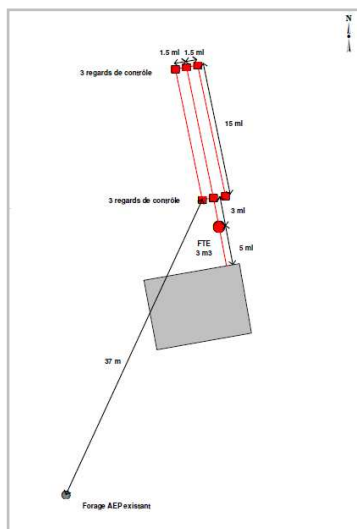 N
1.5 ml 1.5 ml
3 regards de contrôle
15 ml
3 regards de contrôle
3 ml
FTE
3 m3
5 ml
37 m
Forage AEP exissant